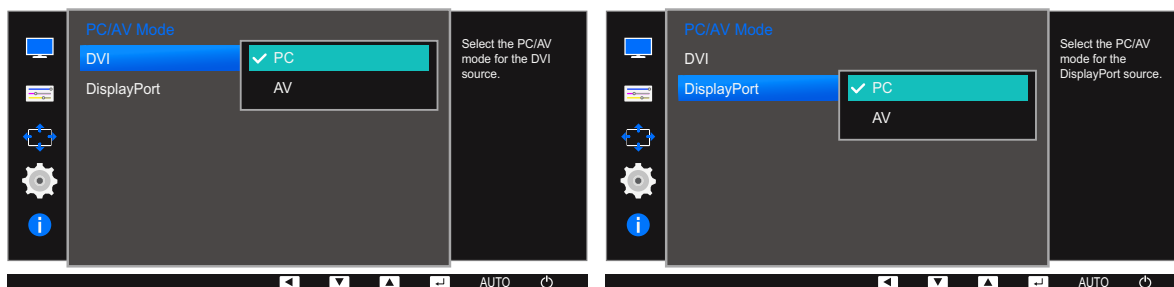 PC/AV Mode
DVI
PC
DisplayPort
AV
Select the PC/AV
mode for the DVI
source.
AUTO
PC/AV Mode
DVI
DisplayPort
PC
AV
Select the PC/AV
mode for the
DisplayPort source.
AUTO